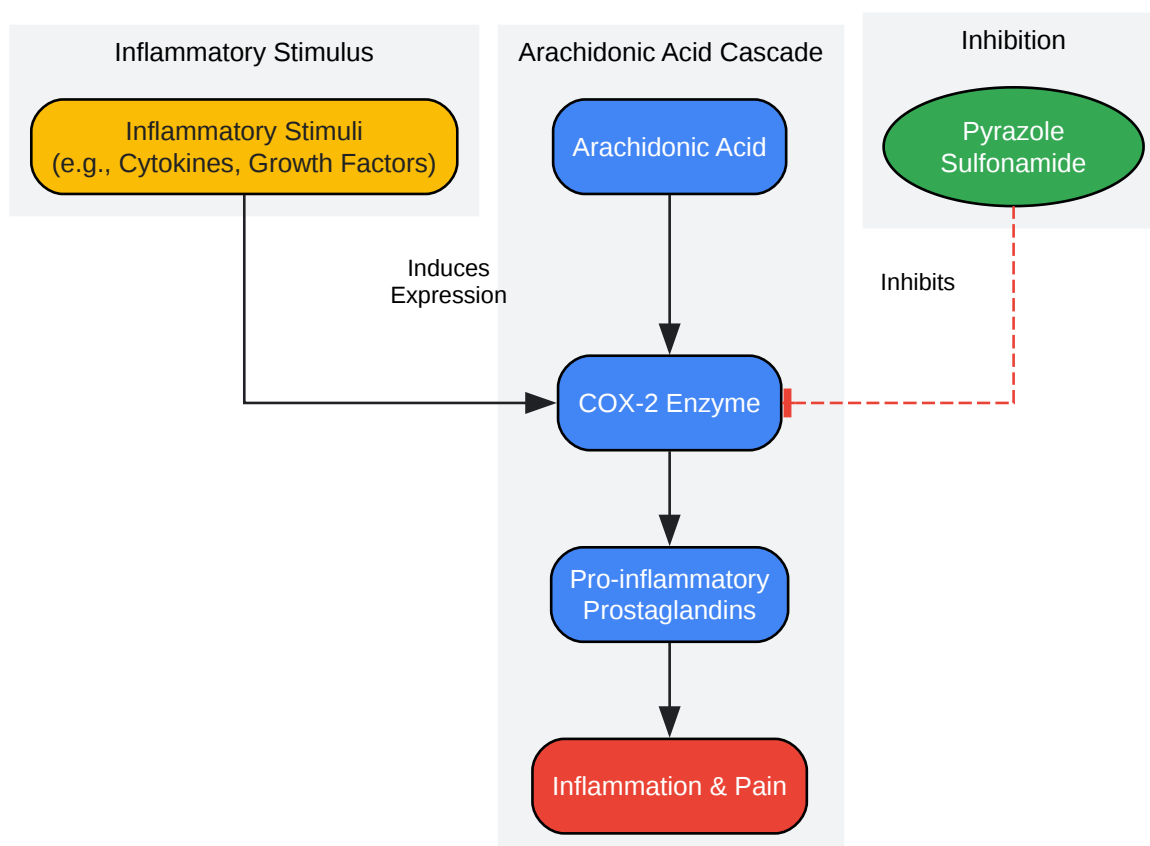 Inflammatory Stimulus
Inflammatory Stimuli
(e.g., Cytokines, Growth Factors)
Induces
Expression
Arachidonic Acid Cascade
Arachidonic Acid
COX-2 Enzyme
Pro-inflammatory
Prostaglandins
Inflammation & Pain
Inhibition
Pyrazole
Sulfonamide
Inhibits